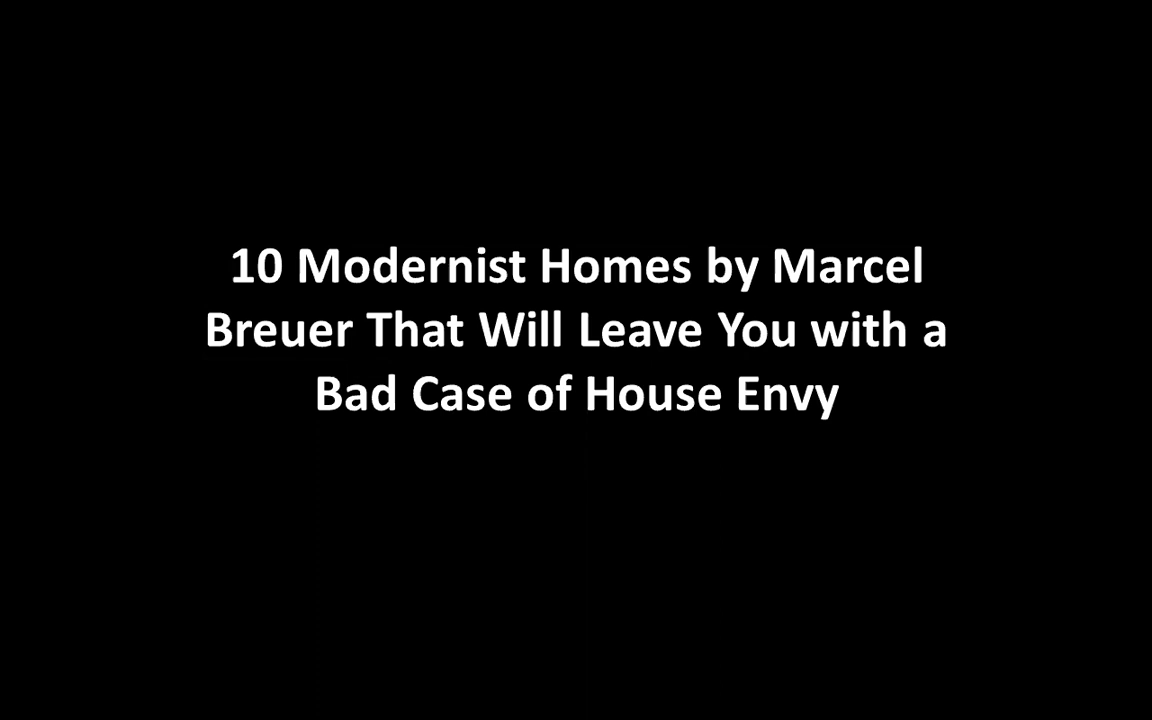 10 Modernist Homes by Marcel
Breuer That Will Leave You with a
Bad Case of House Envy